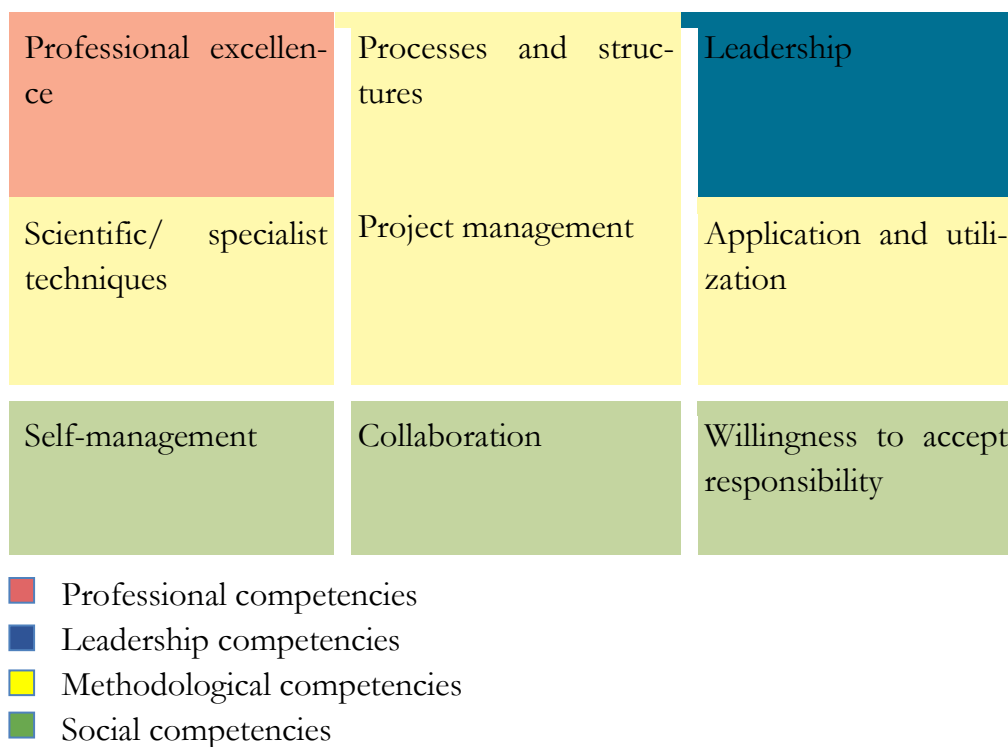 Professional excellen-
ce
Processes and struc-
tures
Leadership
Scientific/ specialist
techniques
Project management
Application and utili-
zation
Self-management
Collaboration
Willingness to accept
responsibility
Professional competencies
Leadership competencies
Methodological competencies
Social competencies